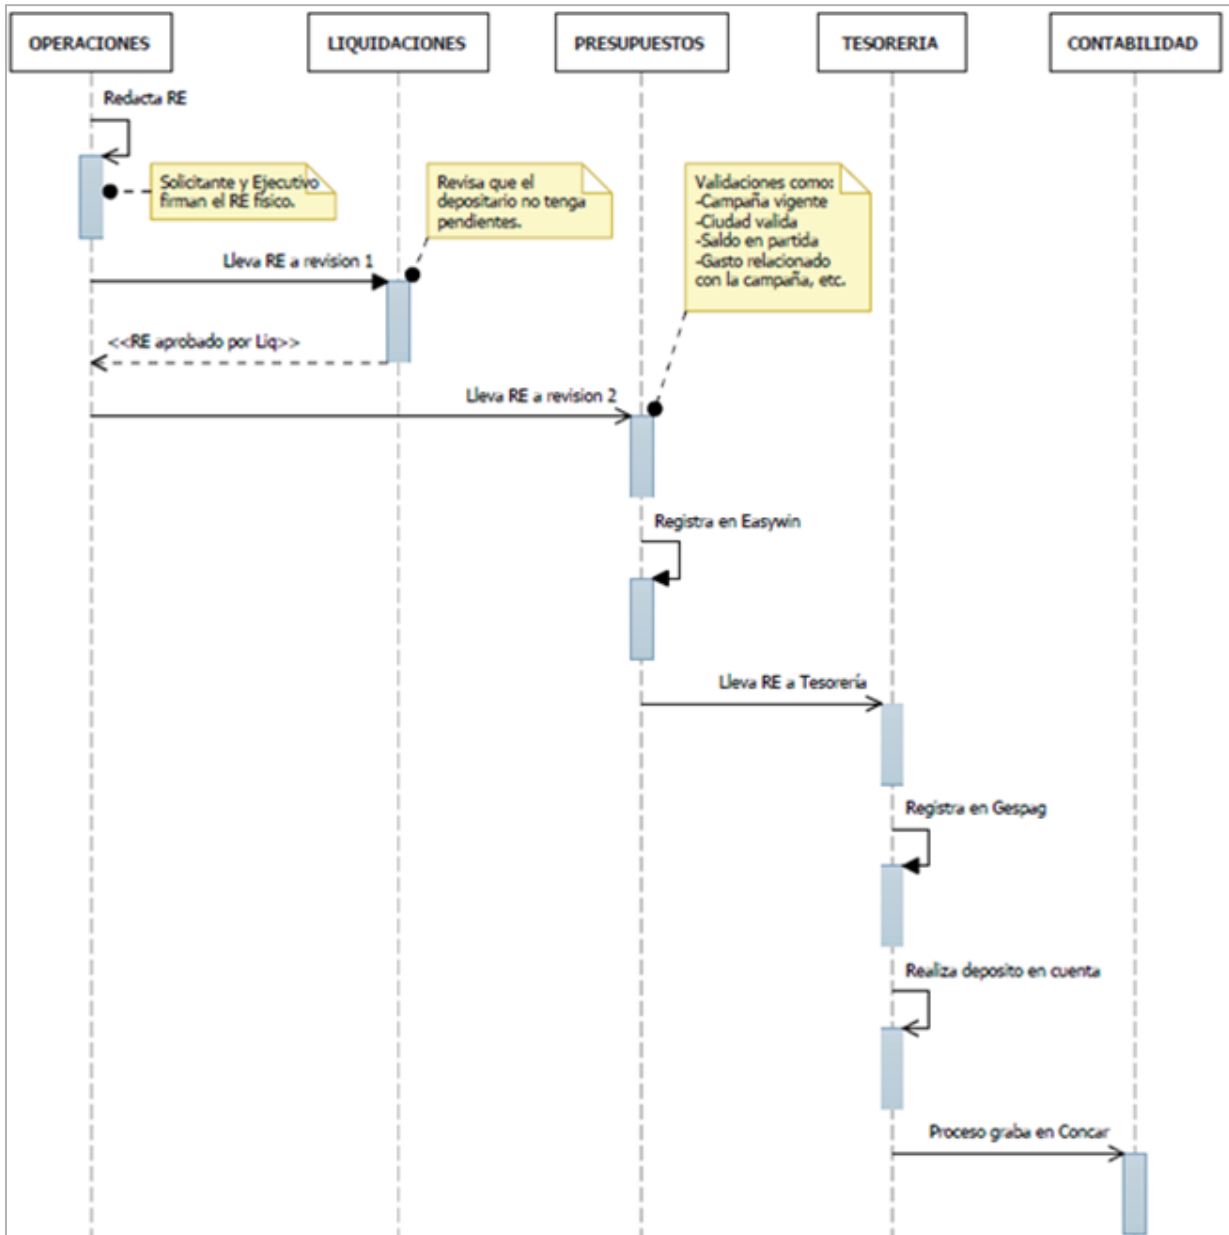 OPERACIONES
LIQUIDACIONES
PRESUPUESTOS
TESORERIA
CONTABILIDAD
Redacta RE
Solicitante y Ejecutivo
firman el RE físico.
Revisa que el
depositario no tenga
pendientes.
Validaciones como:
-Campaña vigente
-Ciudad valida
-Saldo en partida
-Gasto relacionado
con la campaña, etc.
Lleva RE a revision 1
<<RE aprobado por Liq>>
Lleva RE a revision 2
Registra en Easywin
Lleva RE a Tesorería
Registra en Gespag
Realiza deposito en cuenta
Proceso graba en Concar